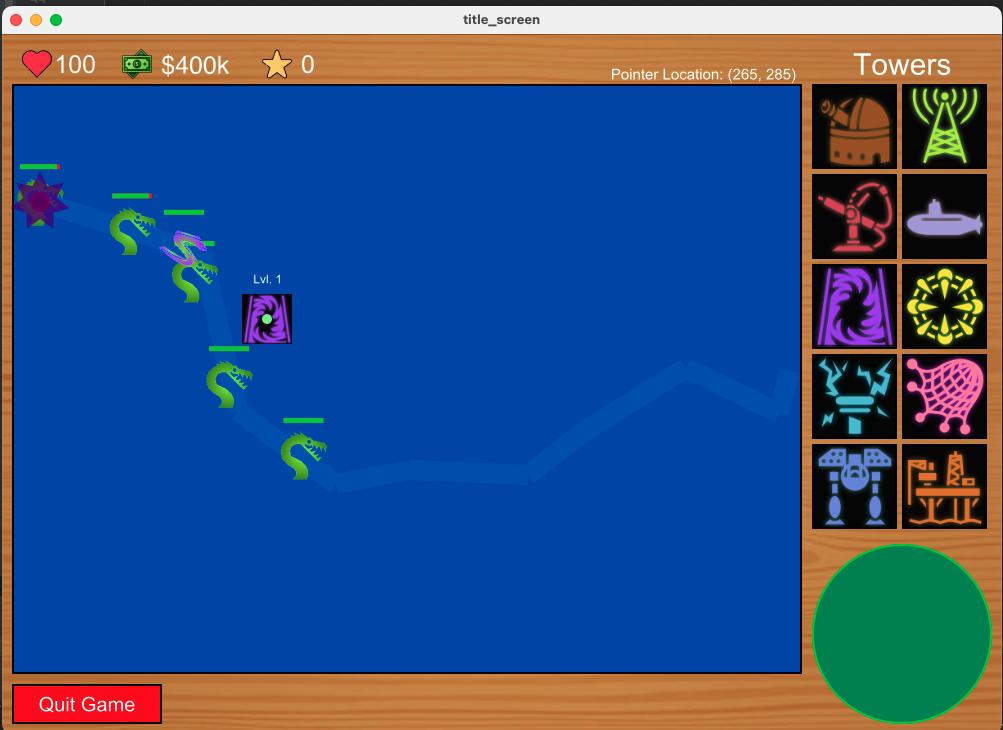 title_screen
100
$400k
0
Pointer Location: (265, 285)
Towers
Lvl. 1
Quit Game